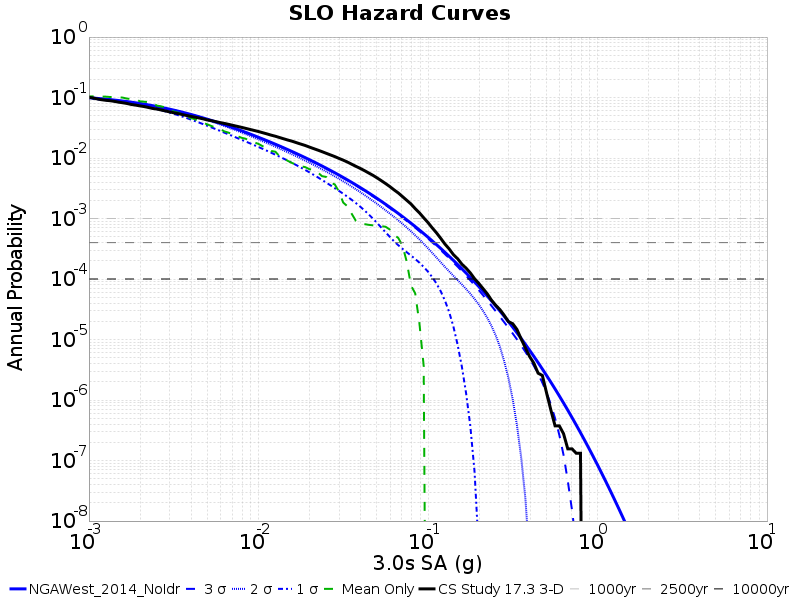 SLO Hazard Curves
Annual Probability
10^0
10^-1
10^-2
10^-3
10^-4
10^-5
10^-6
10^-7
10^-8
10^-3 10^-2 10^-1 10^0 10^1
3.0s SA (g)
NGAWest_2014_NoIdr 3 σ 2 σ 1 σ Mean Only CS Study 17.3 3-D 1000yr 2500yr 10000yr